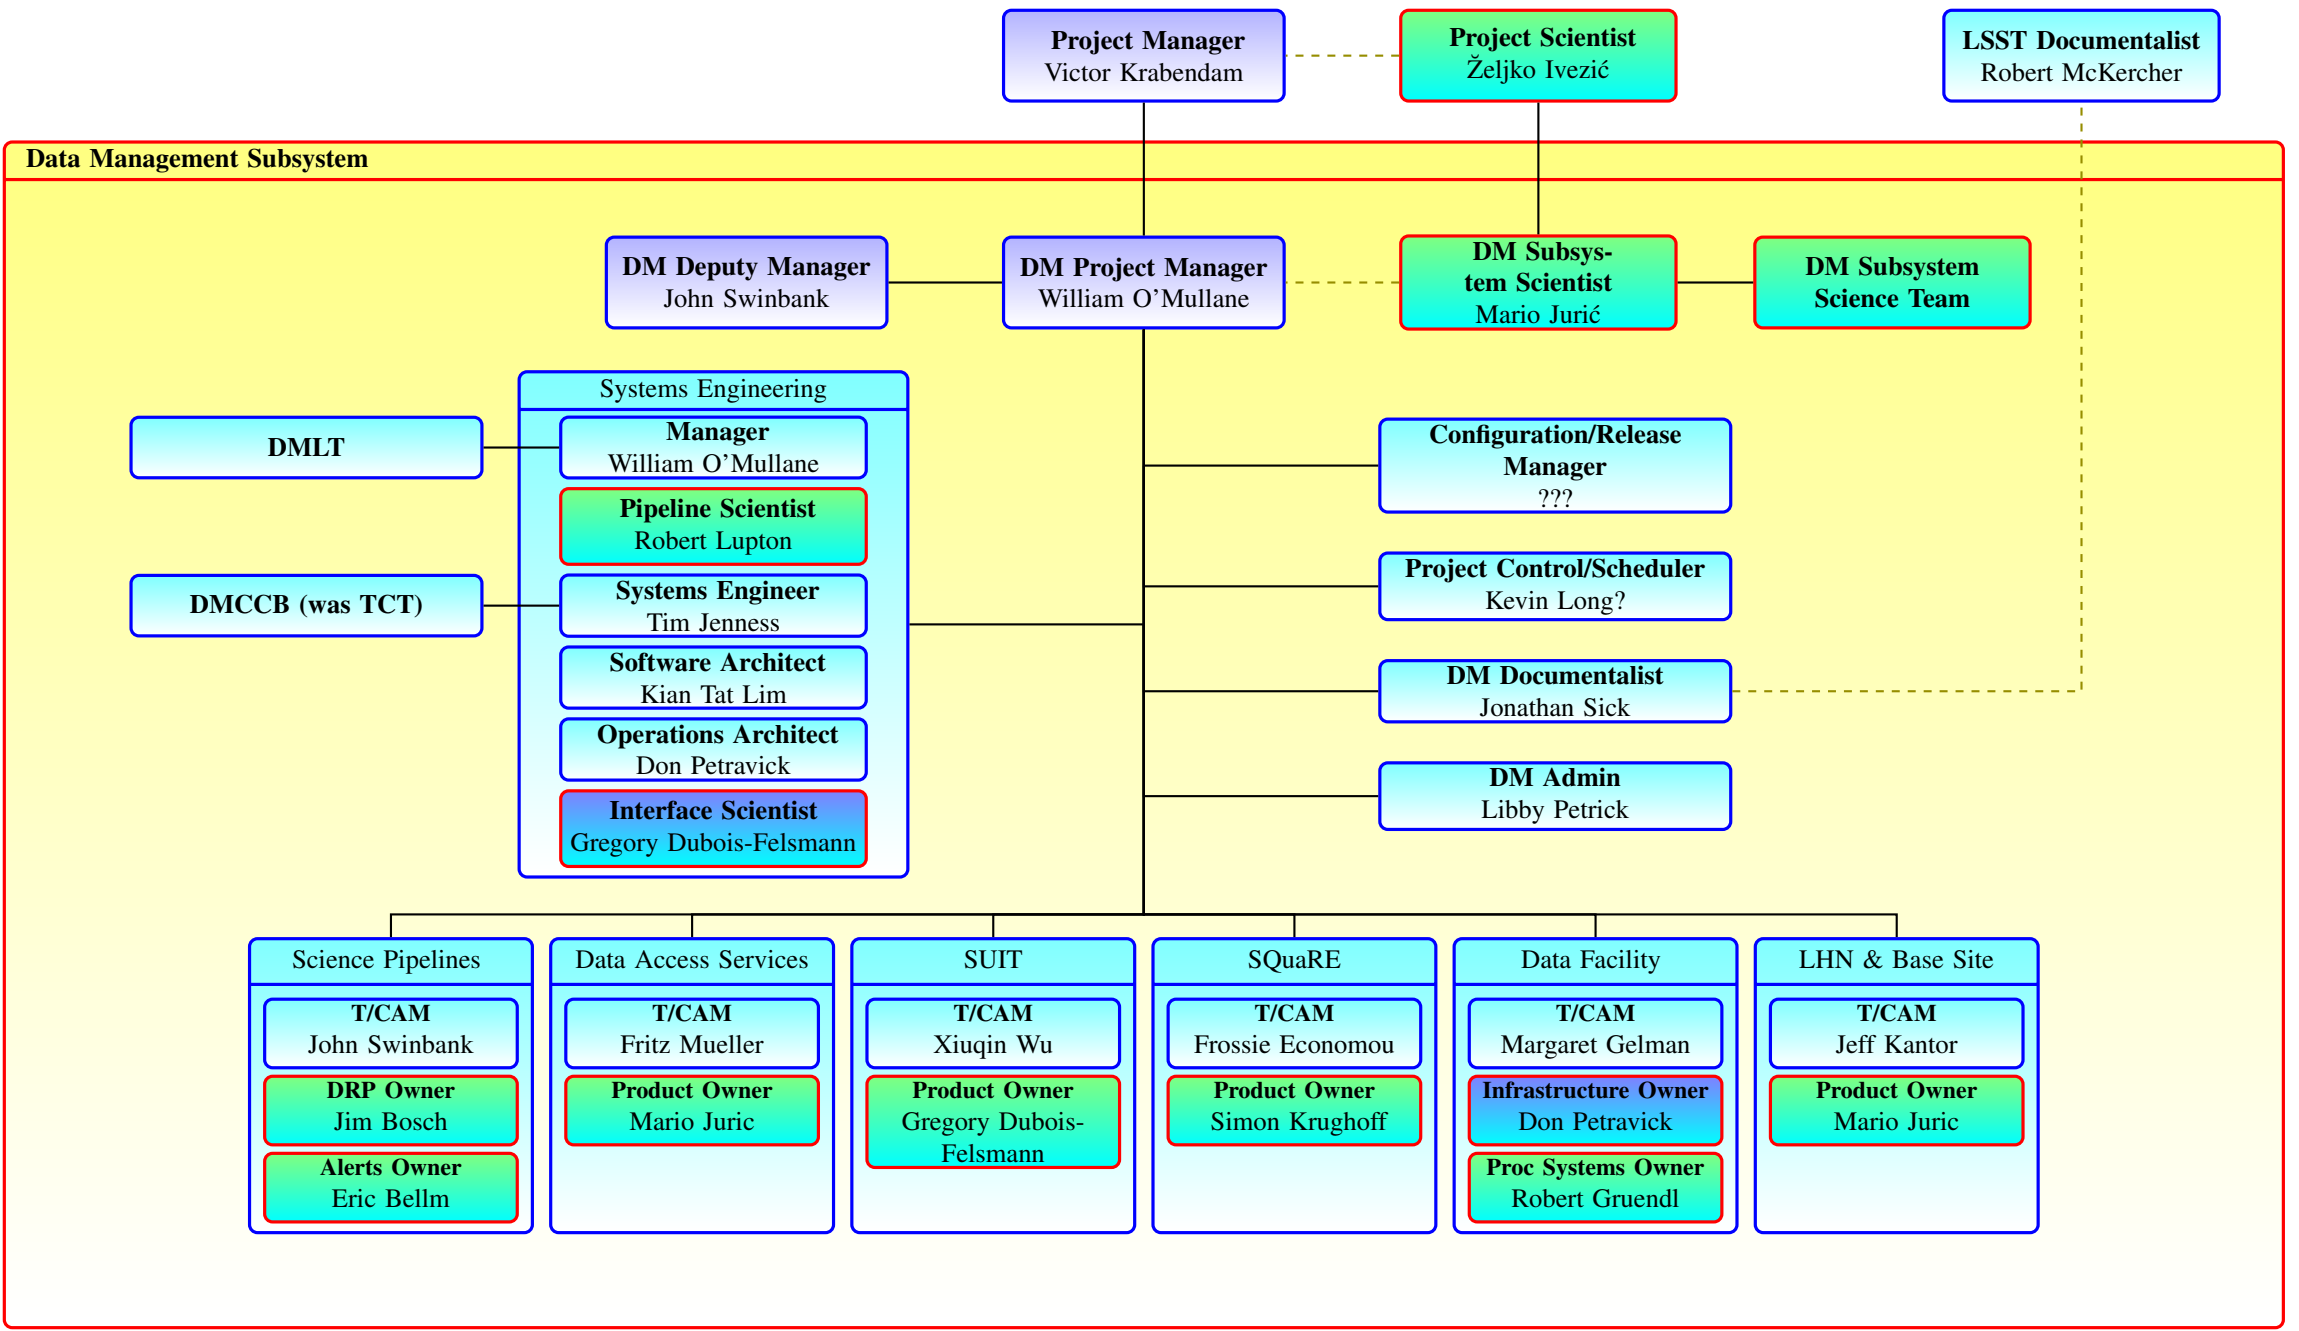 Project Manager
Victor Krabendam
Project Scientist
Željko Ivezić
LSST Documentalist
Robert McKercher
Data Management Subsystem
DM Deputy Manager
John Swinbank
DM Project Manager
William O'Mullane
DM Subsys-
tem Scientist
Mario Jurić
DM Subsystem
Science Team
Systems Engineering
DMLT
Manager
William O'Mullane
Pipeline Scientist
Robert Lupton
DMCCB (was TCT)
Systems Engineer
Tim Jenness
Software Architect
Kian Tat Lim
Operations Architect
Don Petravick
Interface Scientist
Gregory Dubois-Felsmann
Configuration/Release
Manager
???
Project Control/Scheduler
Kevin Long?
DM Documentalist
Jonathan Sick
DM Admin
Libby Petrick
Science Pipelines
T/CAM
John Swinbank
DRP Owner
Jim Bosch
Alerts Owner
Eric Bellm
Data Access Services
T/CAM
Fritz Mueller
Product Owner
Mario Juric
SUIT
T/CAM
Xiuqin Wu
Product Owner
Gregory Dubois-
Felsmann
SQuaRE
T/CAM
Frossie Economou
Product Owner
Simon Krughoff
Data Facility
T/CAM
Margaret Gelman
Infrastructure Owner
Don Petravick
Proc Systems Owner
Robert Gruendl
LHN & Base Site
T/CAM
Jeff Kantor
Product Owner
Mario Juric